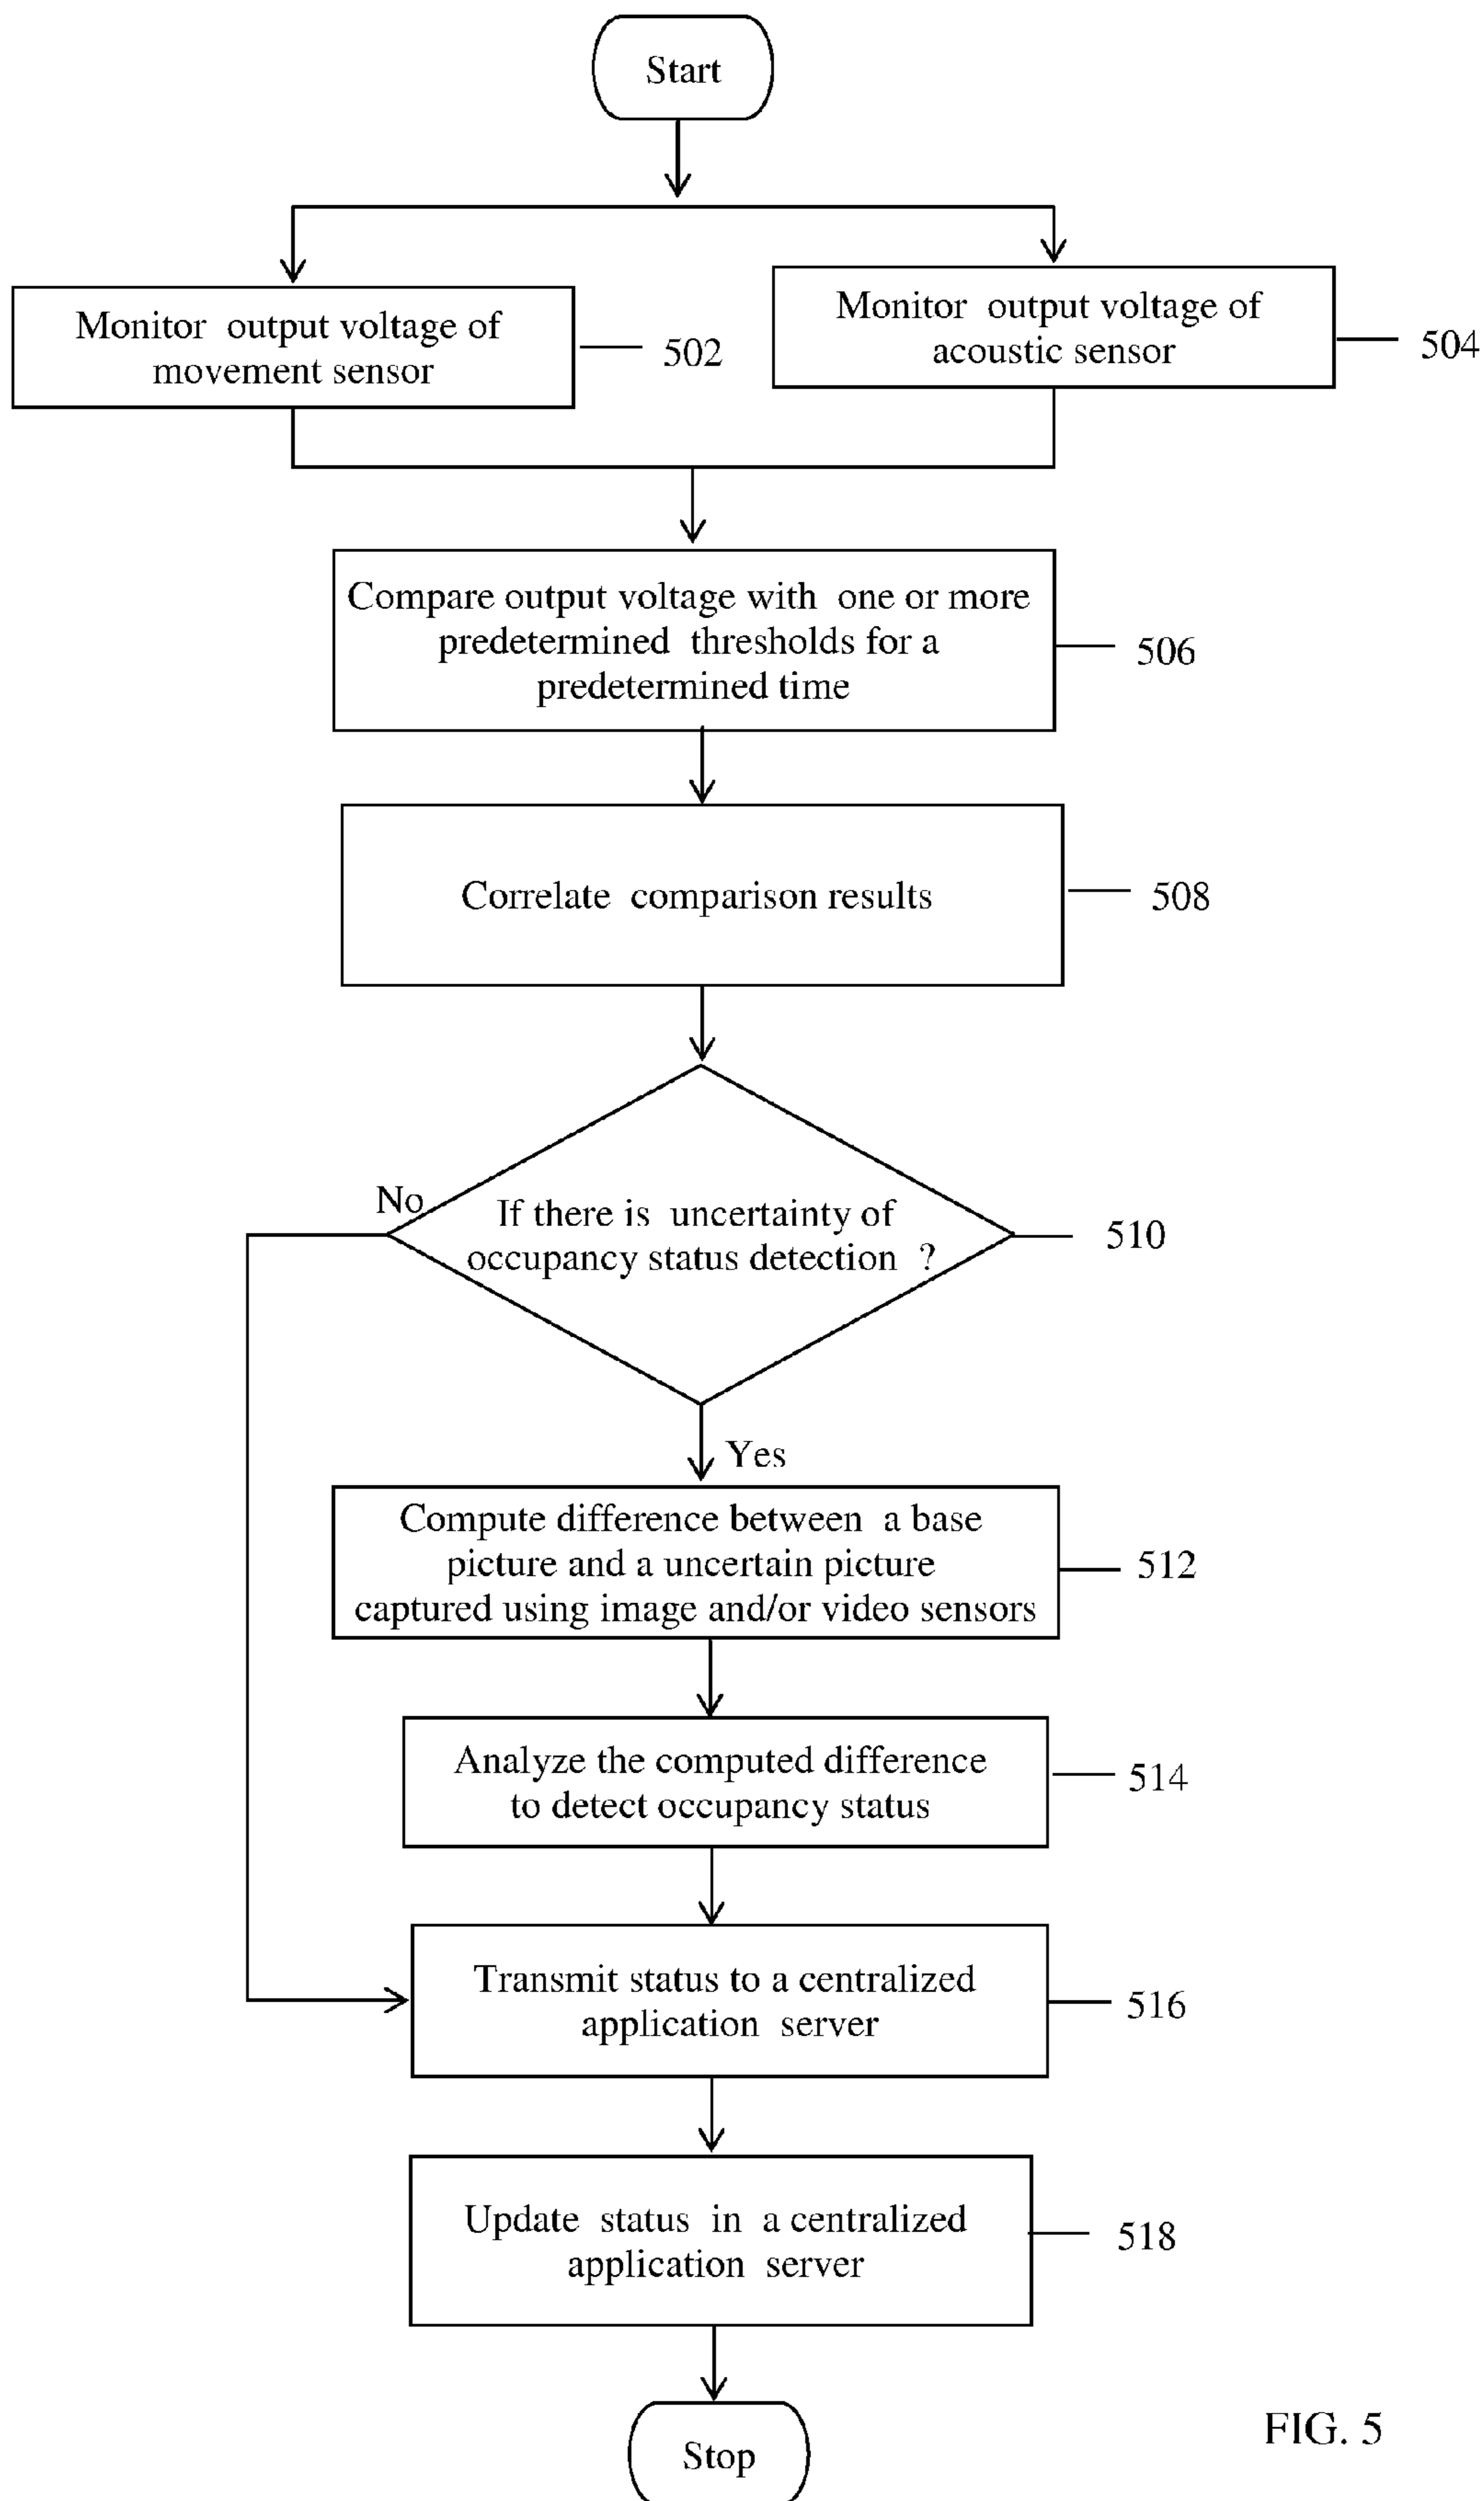 Start
Monitor output voltage of
movement sensor
502
Monitor output voltage of
acoustic sensor
504
Compare output voltage with one or more
predetermined thresholds for a
predetermined time
506
Correlate comparison results
508
No
If there is uncertainty of
occupancy status detection ?
510
Yes
Compute difference between a base
picture and a uncertain picture
captured using image and/or video sensors
512
Analyze the computed difference
to detect occupancy status
514
Transmit status to a centralized
application server
516
Update status in a centralized
application server
518
Stop
FIG. 5